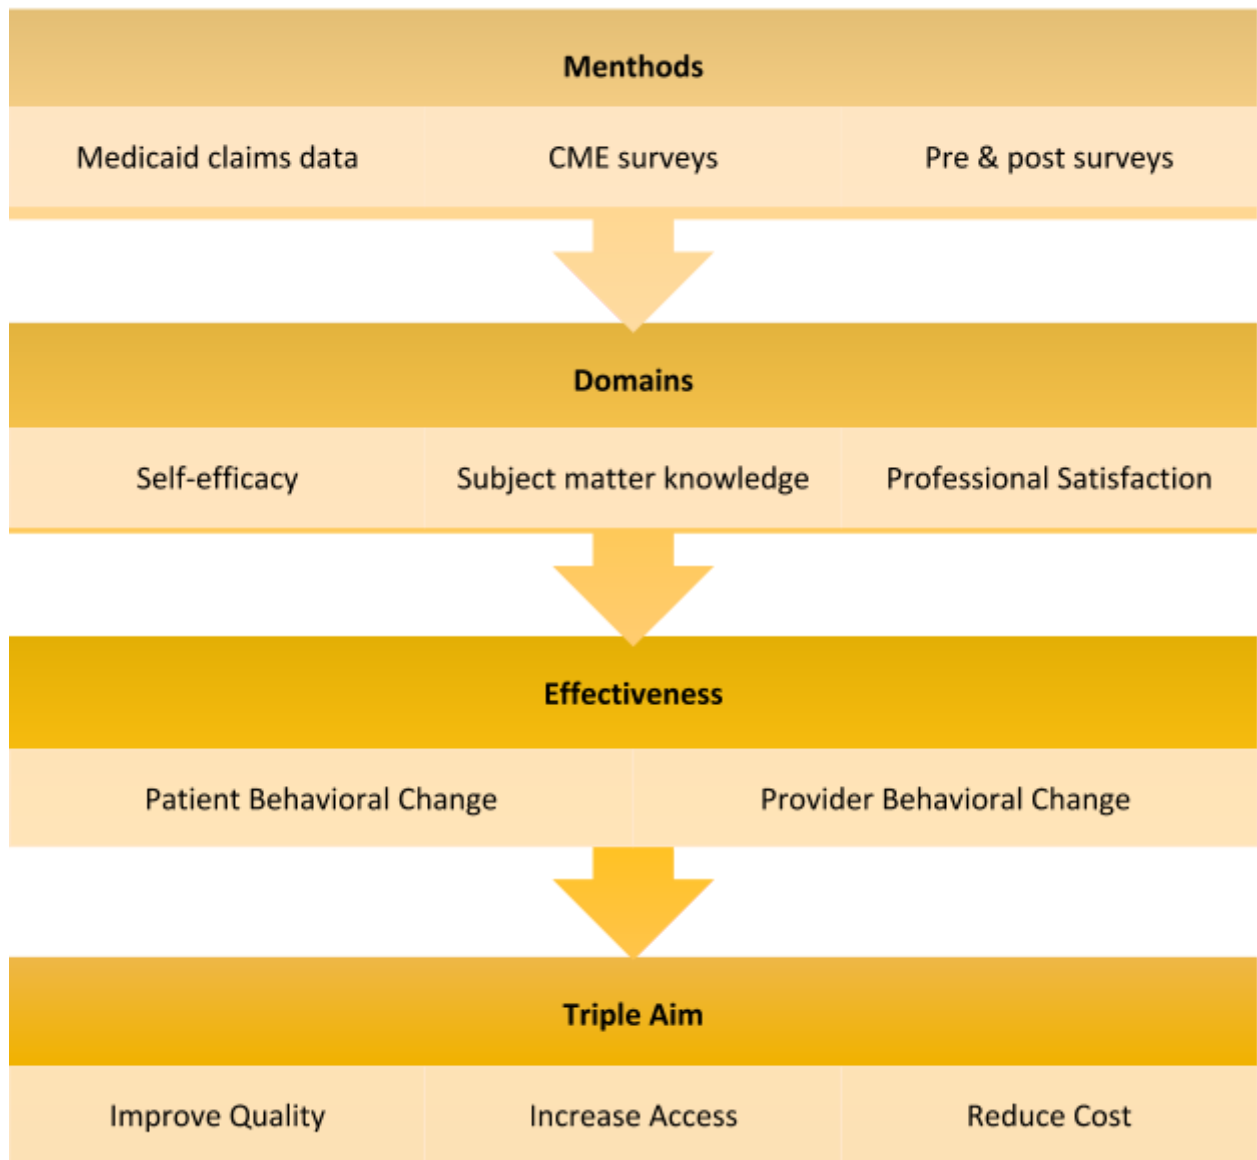 Menthods
Medicaid claims data CME surveys Pre & post surveys
Domains
Self-efficacy Subject matter knowledge Professional Satisfaction
Effectiveness
Patient Behavioral Change Provider Behavioral Change
Triple Aim
Improve Quality Increase Access Reduce Cost